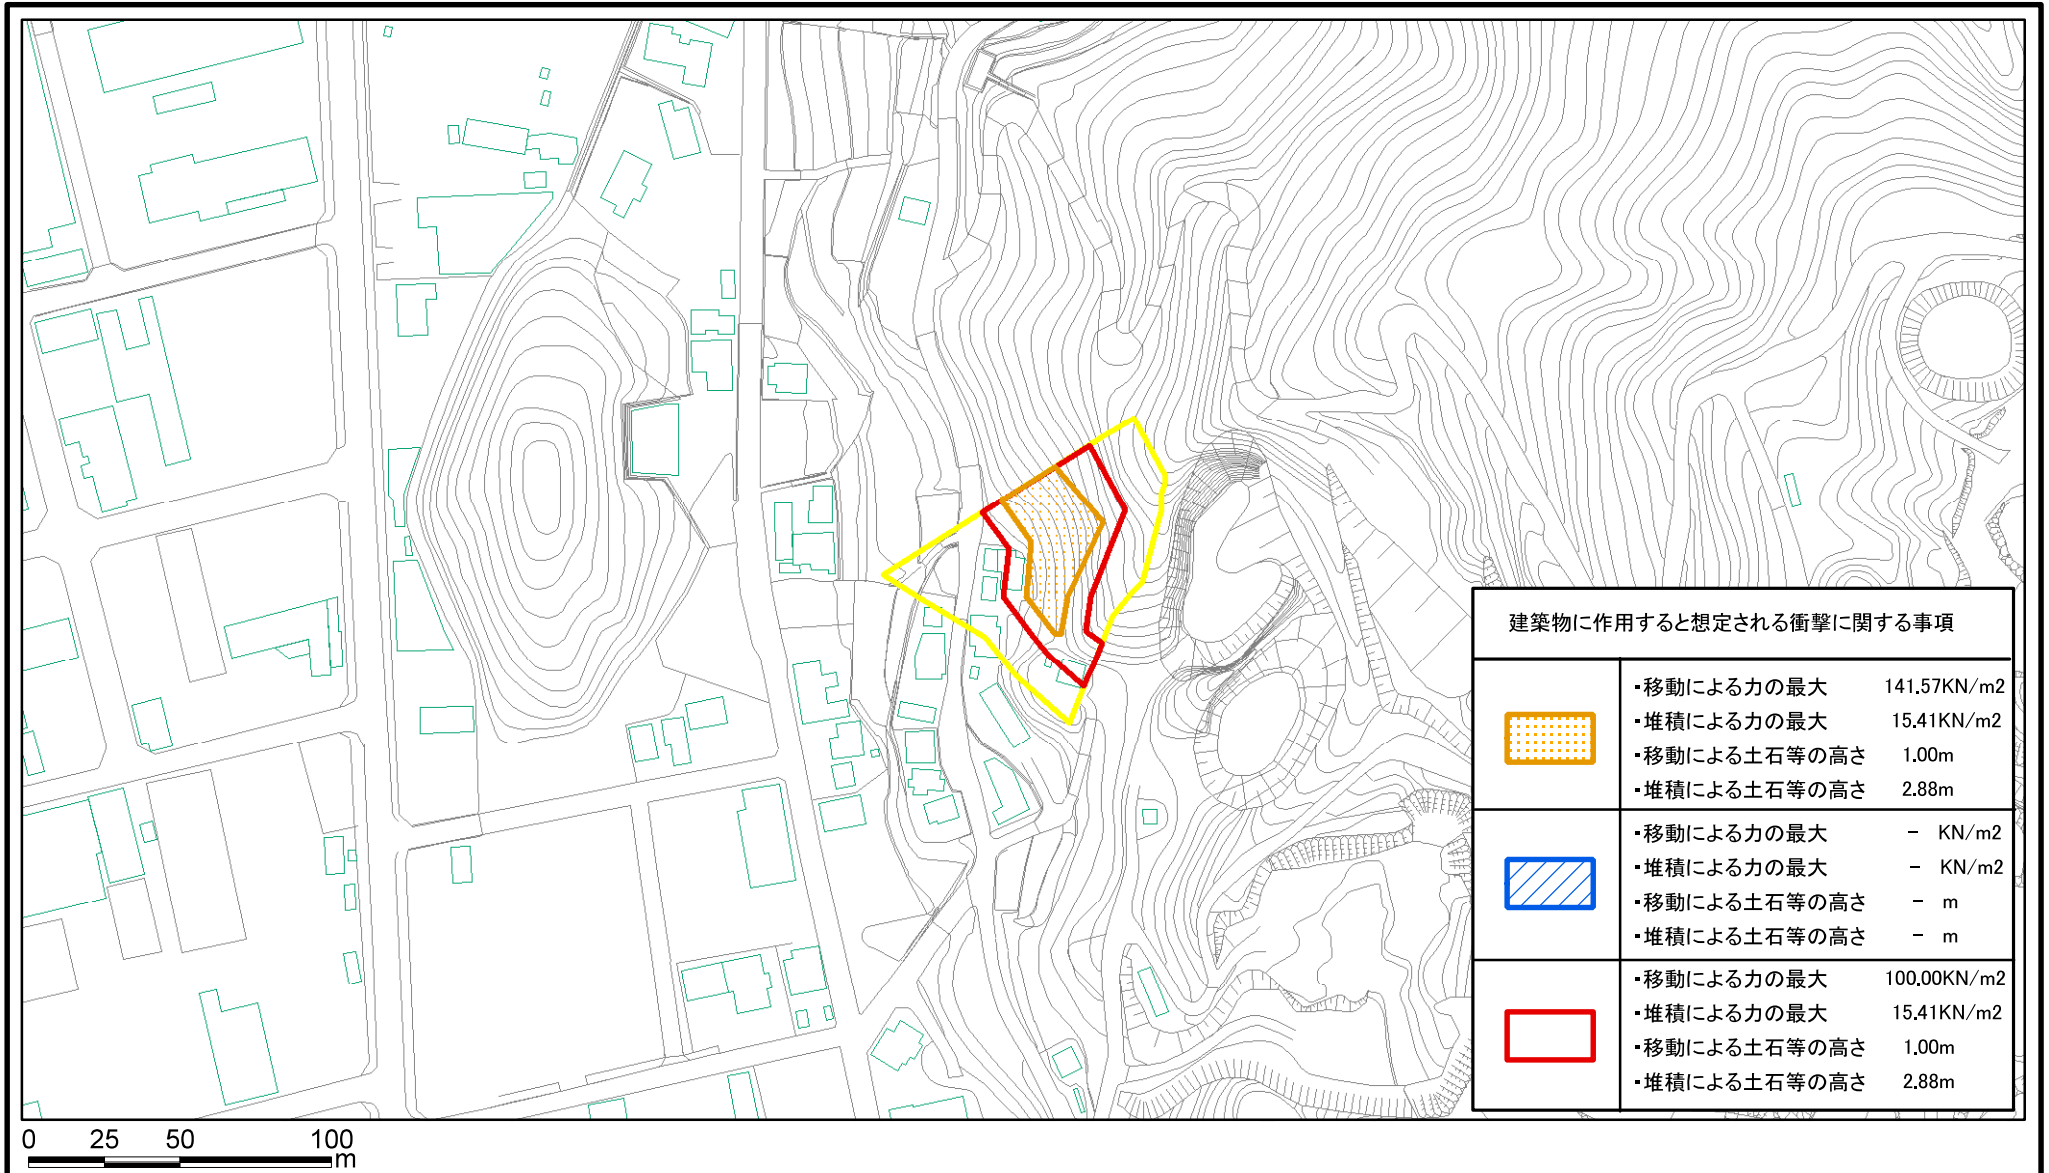 建築物に作用すると想定される衝撃に関する事項
・移動による力の最大 141.57KN/m2
・堆積による力の最大 15.41KN/m2
・移動による土石等の高さ 1.00m
・堆積による土石等の高さ 2.88m
・移動による力の最大 － KN/m2
・堆積による力の最大 － KN/m2
・移動による土石等の高さ － m
・堆積による土石等の高さ － m
・移動による力の最大 100.00KN/m2
・堆積による力の最大 15.41KN/m2
・移動による土石等の高さ 1.00m
・堆積による土石等の高さ 2.88m
0 25 50 100
m